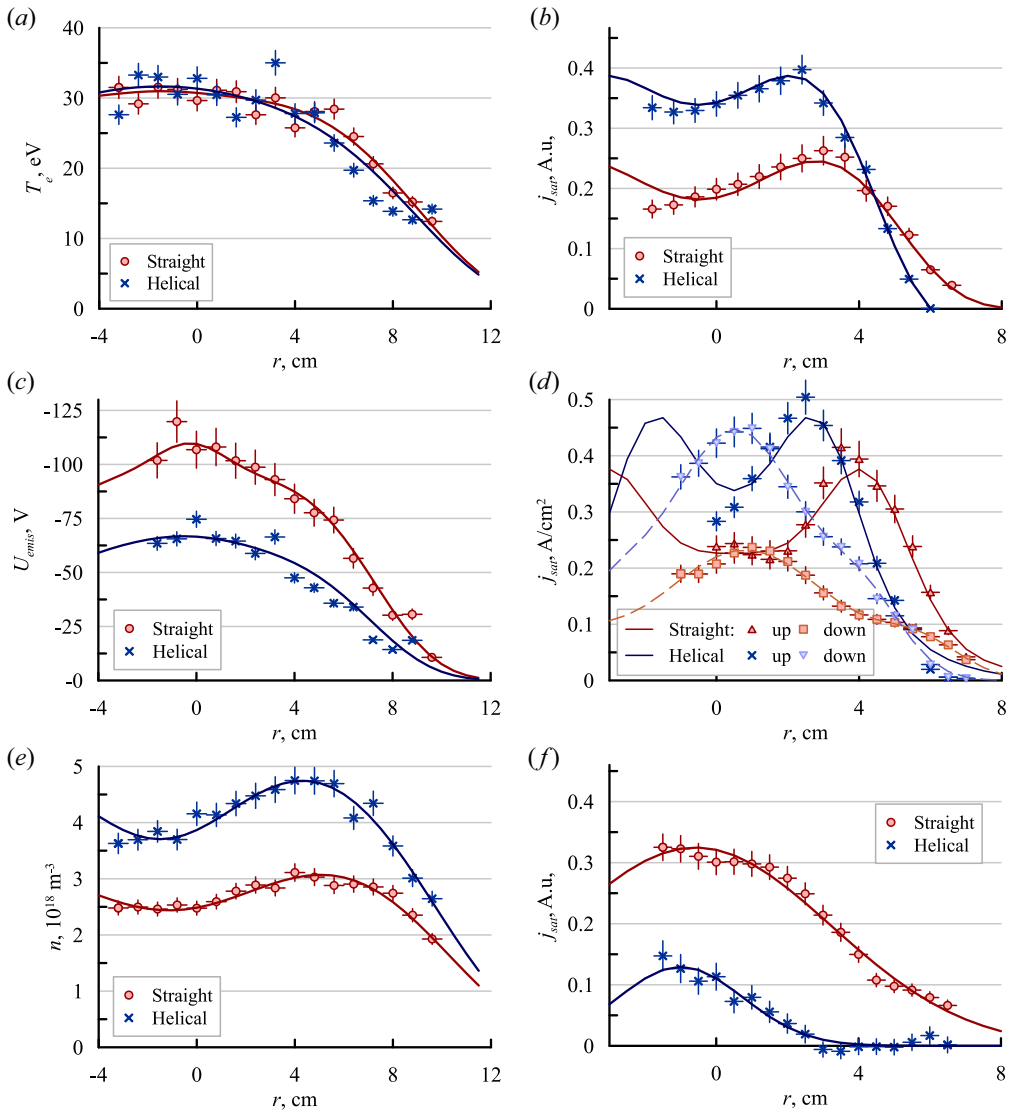 (a)
40
30
20
10
0
T_e, eV
Straight
Helical
-4 0 4 8 12
r, cm
(b)
0.4
0.3
0.2
0.1
0
j_sat, A.u,
Straight
Helical
0 4 8
r, cm
(c)
-125
-100
-75
-50
-25
-0
U_emis, V
Straight
Helical
-4 0 4 8 12
r, cm
(d)
0.5
0.4
0.3
0.2
0.1
0
j_sat, A/cm²
Straight: up down
Helical up down
0 4 8
r, cm
(e)
5
4
3
2
1
0
n, 10¹⁸ m⁻³
Straight
Helical
-4 0 4 8 12
r, cm
(f)
0.4
0.3
0.2
0.1
0
j_sat, A.u,
Straight
Helical
0 4 8
r, cm